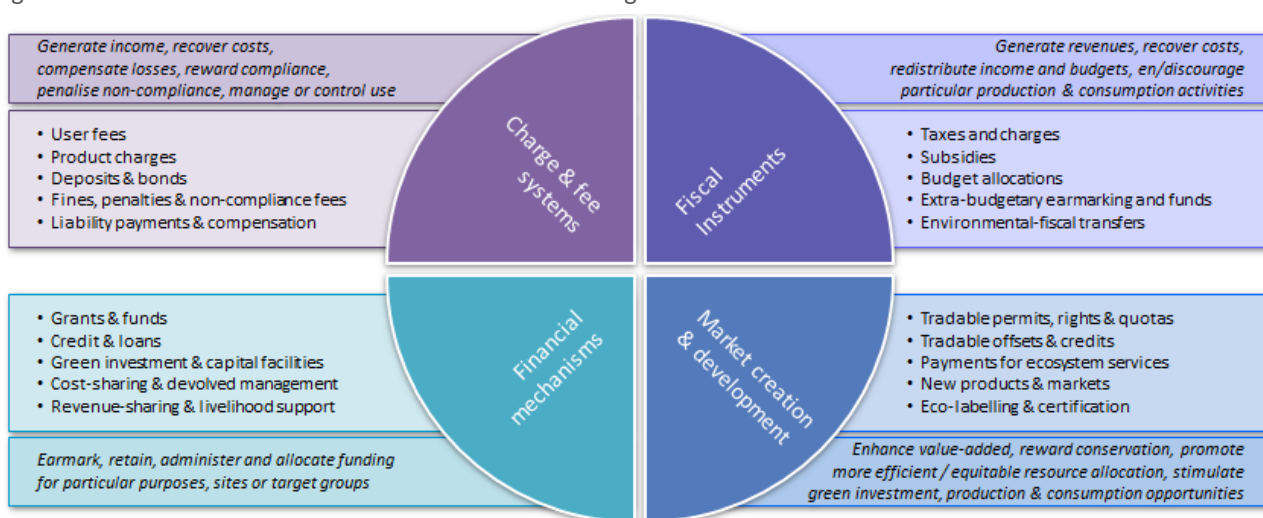 Generate income, recover costs,
compensate losses, reward compliance,
penalise non-compliance, manage or control use
• User fees
• Product charges
• Deposits & bonds
• Fines, penalties & non-compliance fees
• Liability payments & compensation
Charge & fee
systems
Fiscal
Instruments
Generate revenues, recover costs,
redistribute income and budgets, en/discourage
particular production & consumption activities
• Taxes and charges
• Subsidies
• Budget allocations
• Extra-budgetary earmarking and funds
• Environmental-fiscal transfers
• Grants & funds
• Credit & loans
• Green investment & capital facilities
• Cost-sharing & devolved management
• Revenue-sharing & livelihood support
Earmark, retain, administer and allocate funding
for particular purposes, sites or target groups
Financial
mechanisms
Market creation
& development
• Tradable permits, rights & quotas
• Tradable offsets & credits
• Payments for ecosystem services
• New products & markets
• Eco-labelling & certification
Enhance value-added, reward conservation, promote
more efficient / equitable resource allocation, stimulate
green investment, production & consumption opportunities